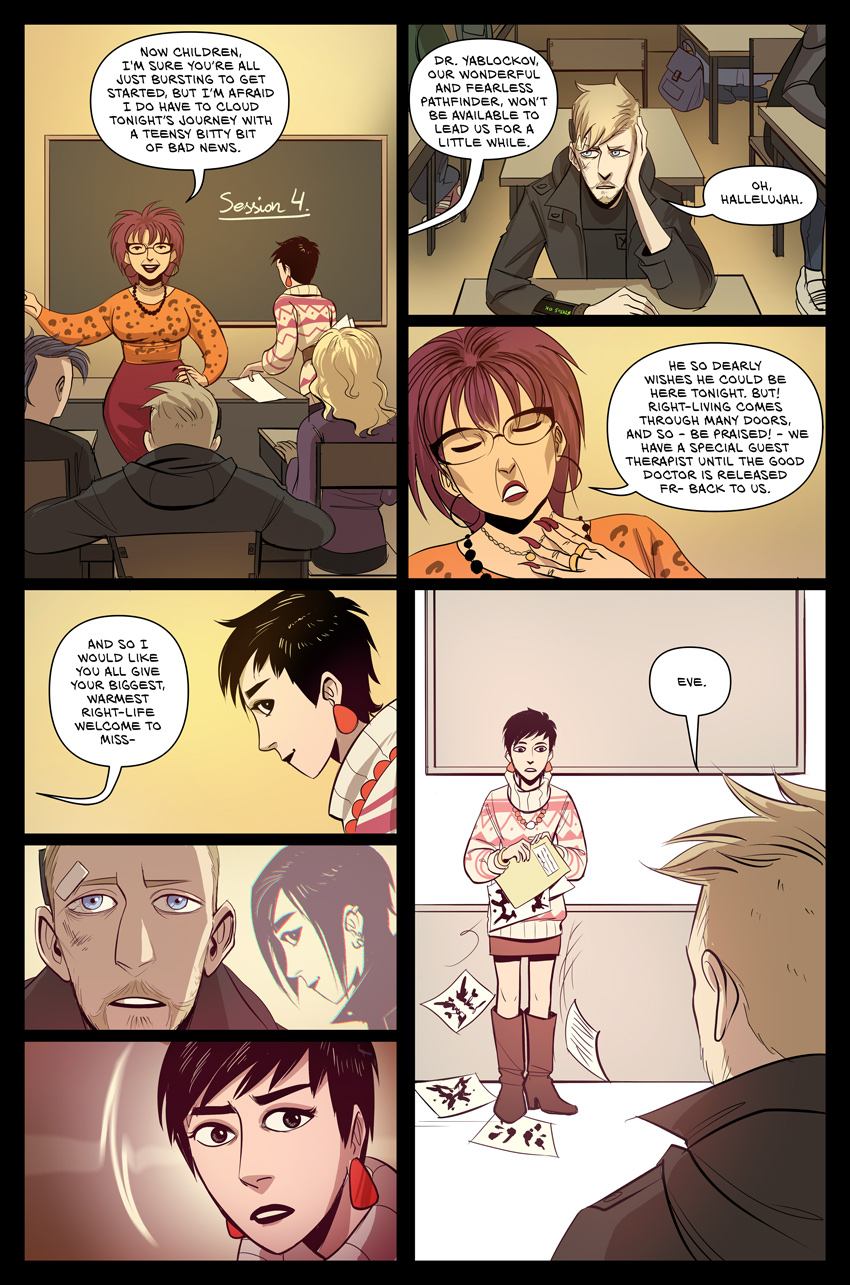 NOW CHILDREN,
I'M SURE YOU'RE ALL
JUST BURSTING TO GET
STARTED, BUT I'M AFRAID
I DO HAVE TO CLOUD
TONIGHT'S JOURNEY WITH
A TEENSY BITTY BIT
OF BAD NEWS.
Session 4.
DR. YABLOCKOV,
OUR WONDERFUL
AND FEARLESS
PATHFINDER, WON'T
BE AVAILABLE TO
LEAD US FOR A
LITTLE WHILE.
OH,
HALLELUJAH.
HE SO DEARLY
WISHES HE COULD BE
HERE TONIGHT. BUT!
RIGHT-LIVING COMES
THROUGH MANY DOORS,
AND SO - BE PRAISED! - WE
HAVE A SPECIAL GUEST
THERAPIST UNTIL THE GOOD
DOCTOR IS RELEASED
FR- BACK TO US.
AND SO I
WOULD LIKE
YOU ALL GIVE
YOUR BIGGEST,
WARMEST
RIGHT-LIFE
WELCOME TO
MISS-
EVE.